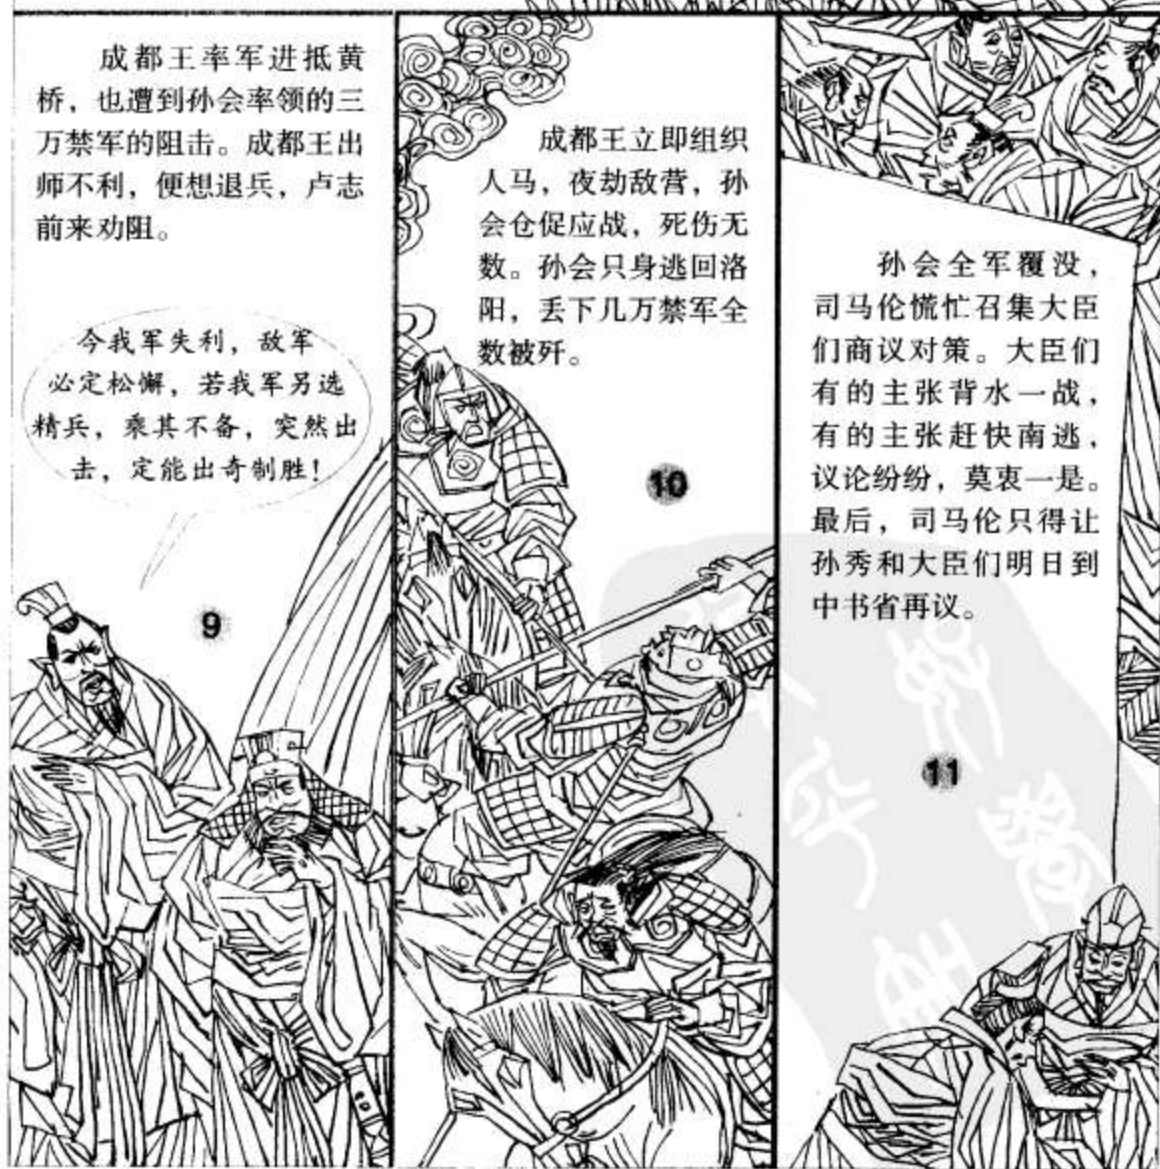 成都王率军进抵黄
桥，也遭到孙会率领的三
万禁军的阻击。成都王出
师不利，便想退兵，卢志
前来劝阻。
今我军失利，敌军
必定松懈，若我军另选
精兵，乘其不备，突然出
去，定能出奇制胜！
9
成都王立即组织
人马，夜劫敌营，孙
会仓促应战，死伤无
数。孙会只身逃回洛
阳，丢下几万禁军全
数被歼。
10
孙会全军覆没，
司马伦慌忙召集大臣
们商议对策。大臣们
有的主张背水一战，
有的主张赶快南逃，
议论纷纷，莫衷一是。
最后，司马伦只得让
孙秀和大臣们明日到
中书省再议。
11